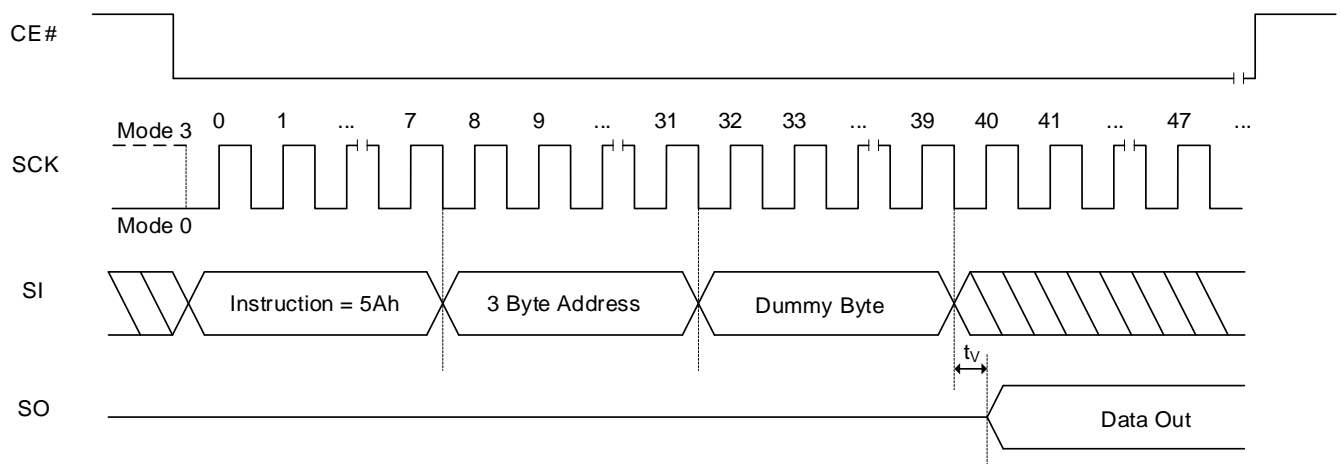 CE#
Mode 3 0 1 ... 7 8 9 ... 31 32 33 ... 39 40 41 ... 47 ...
SCK
Mode 0
SI Instruction = 5Ah 3 Byte Address Dummy Byte
tV
SO Data Out